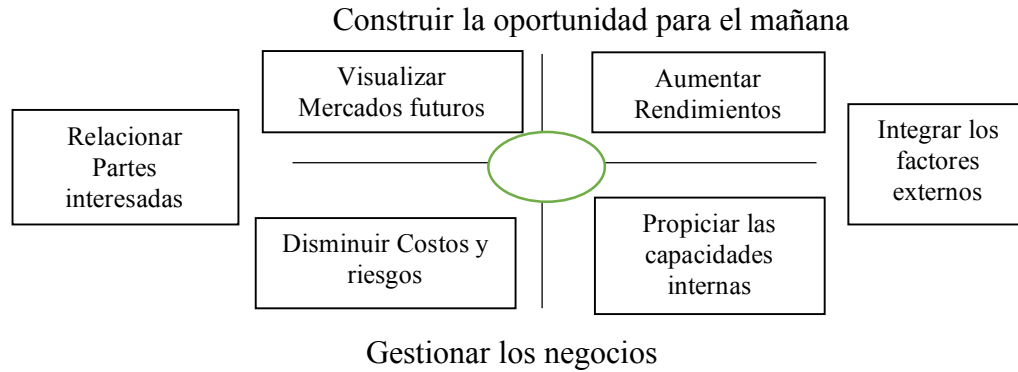 Construir la oportunidad para el mañana
Visualizar
Mercados futuros
Aumentar
Rendimientos
Relacionar
Partes
interesadas
Integrar los
factores
externos
Disminuir Costos y
riesgos
Propiciar las
capacidades
internas
Gestionar los negocios